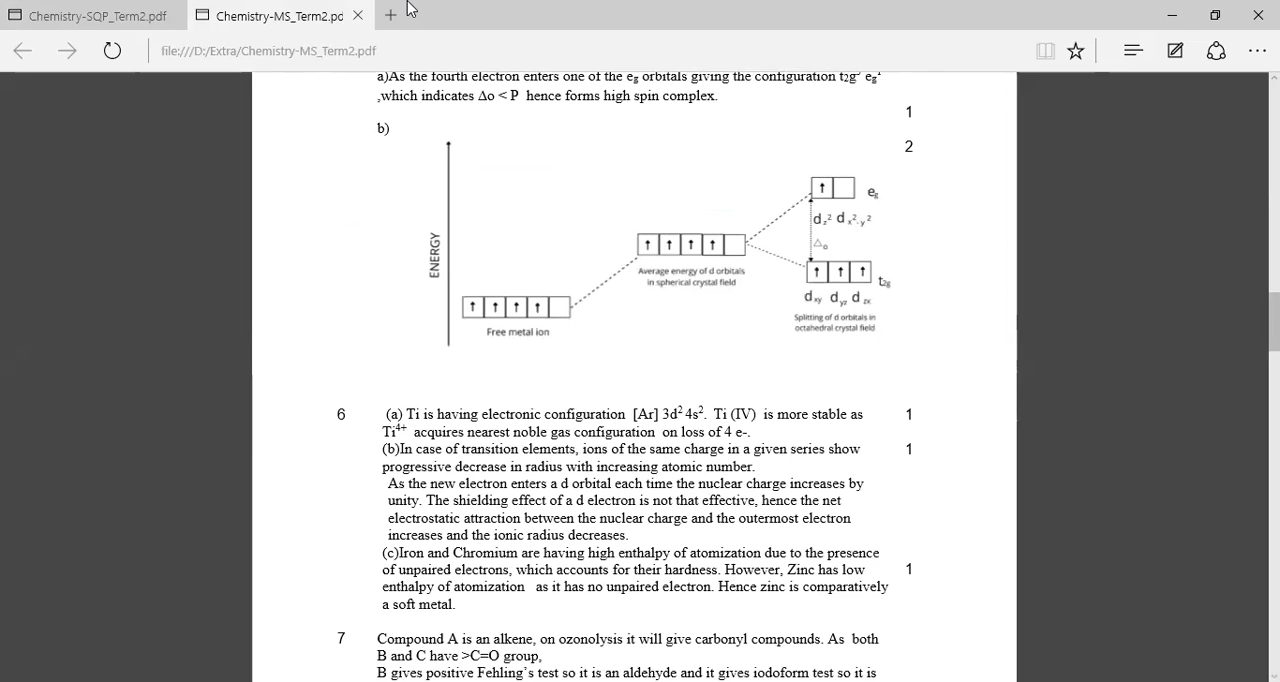 Chemistry-SQP_Term2.pdf
Chemistry-MS_Term2.pd
file:///D:/Extra/Chemistry-MS_Term2.pdf
a)As the fourth electron enters one of the eg orbitals giving the configuration t2g³ eg¹
,which indicates Δo < P hence forms high spin complex.
1
b)
2
ENERGY
eg
dz² dx²-y²
Δo
Average energy of d orbitals
in spherical crystal field
t2g
dxy dyz dzx
Free metal ion
Splitting of d orbitals in
octahedral crystal field
6 (a) Ti is having electronic configuration [Ar] 3d² 4s². Ti (IV) is more stable as 1
Ti⁴⁺ acquires nearest noble gas configuration on loss of 4 e-.
(b)In case of transition elements, ions of the same charge in a given series show 1
progressive decrease in radius with increasing atomic number.
As the new electron enters a d orbital each time the nuclear charge increases by
unity. The shielding effect of a d electron is not that effective, hence the net
electrostatic attraction between the nuclear charge and the outermost electron
increases and the ionic radius decreases.
(c)Iron and Chromium are having high enthalpy of atomization due to the presence
of unpaired electrons, which accounts for their hardness. However, Zinc has low 1
enthalpy of atomization as it has no unpaired electron. Hence zinc is comparatively
a soft metal.
7 Compound A is an alkene, on ozonolysis it will give carbonyl compounds. As both
B and C have >C=O group,
B gives positive Fehling's test so it is an aldehyde and it gives iodoform test so it is